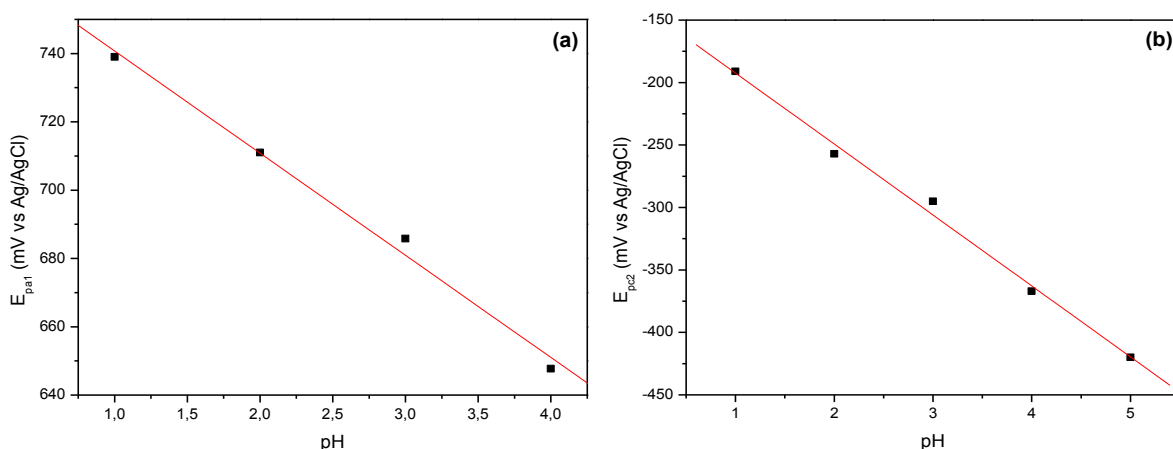 (a)
740
720
700
680
660
640
1,0 1,5 2,0 2,5 3,0 3,5 4,0
pH
E_pa1 (mV vs Ag/AgCl)
(b)
-150
-200
-250
-300
-350
-400
-450
1 2 3 4 5
pH
E_pc2 (mV vs Ag/AgCl)